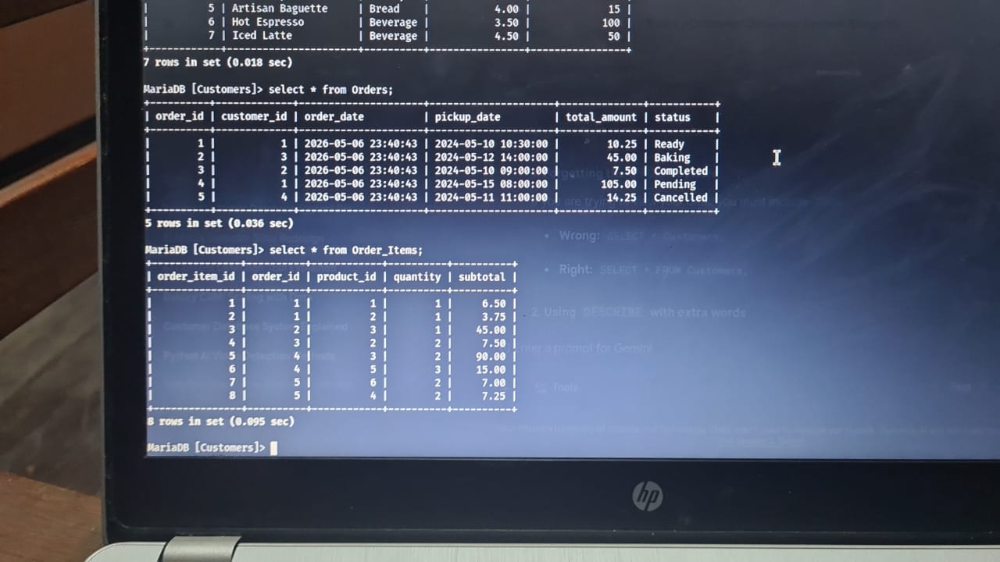 | 5 | Artisan Baguette | Bread | 4.00 | 15 |
| 6 | Hot Espresso | Beverage | 3.50 | 100 |
| 7 | Iced Latte | Beverage | 4.50 | 50 |
+---+------------------+----------+------+-----+
7 rows in set (0.018 sec)
MariaDB [Customers]> select * from Orders;
| order_id | customer_id | order_date | pickup_date | total_amount | status |
| 1 | 1 | 2026-05-06 23:40:43 | 2024-05-10 10:30:00 | 10.25 | Ready |
| 2 | 3 | 2026-05-06 23:40:43 | 2024-05-12 14:00:00 | 45.00 | Baking |
| 3 | 2 | 2026-05-06 23:40:43 | 2024-05-10 09:00:00 | 7.50 | Completed |
| 4 | 1 | 2026-05-06 23:40:43 | 2024-05-15 08:00:00 | 105.00 | Pending |
| 5 | 4 | 2026-05-06 23:40:43 | 2024-05-11 11:00:00 | 14.25 | Cancelled |
5 rows in set (0.036 sec)
MariaDB [Customers]> select * from Order_Items;
| order_item_id | order_id | product_id | quantity | subtotal |
| 1 | 1 | 1 | 1 | 6.50 |
| 2 | 1 | 2 | 1 | 3.75 |
| 3 | 2 | 3 | 1 | 45.00 |
| 4 | 3 | 2 | 2 | 7.50 |
| 5 | 4 | 3 | 2 | 90.00 |
| 6 | 4 | 5 | 3 | 15.00 |
| 7 | 5 | 6 | 2 | 7.00 |
| 8 | 5 | 4 | 2 | 7.25 |
8 rows in set (0.095 sec)
MariaDB [Customers]>
you must include
• Wrong: SELECT * Customers;
• Right: SELECT * FROM Customers;
2. Using DESCRIBE with extra words
a prompt for Gemini
Tools
hp